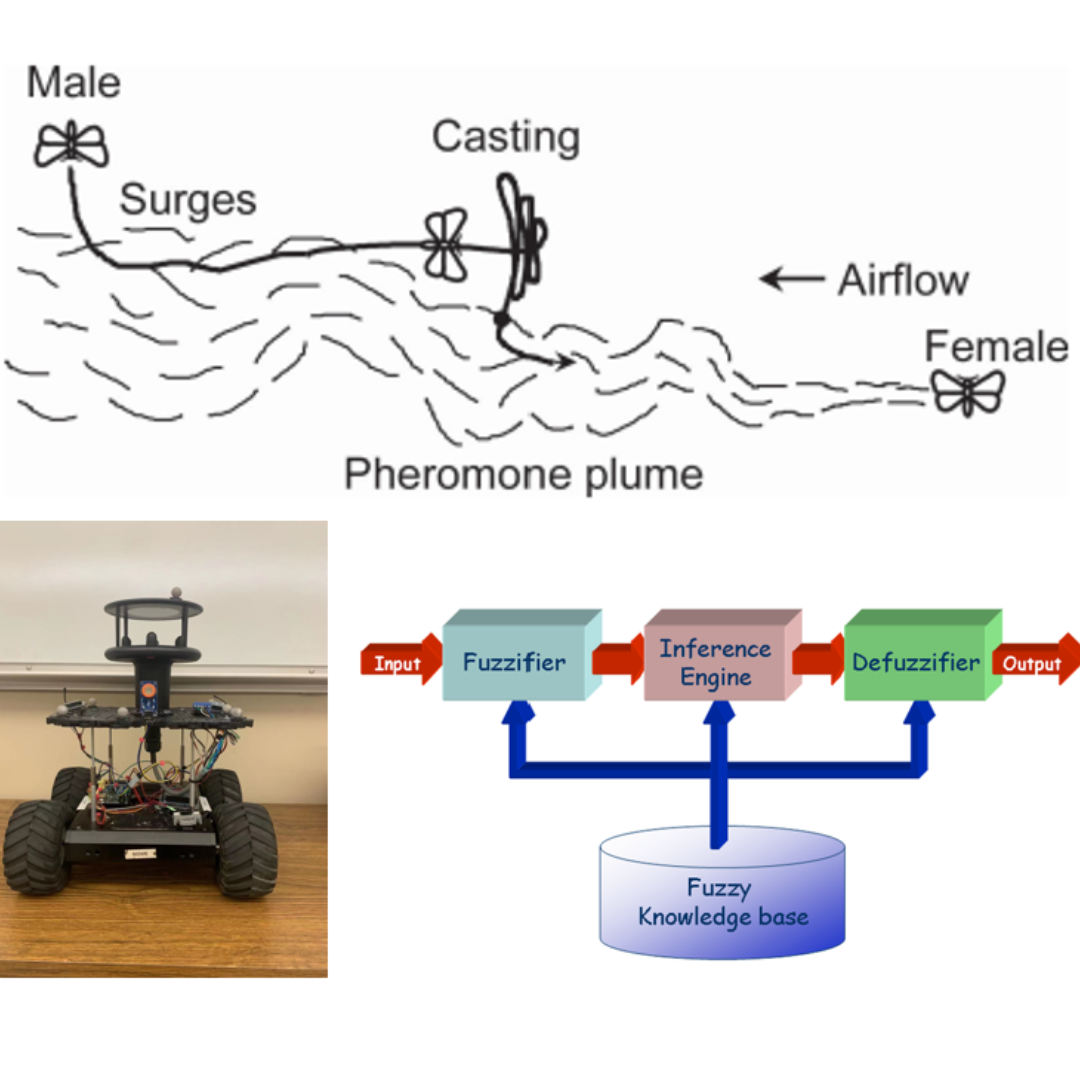 Male
Casting
Surges
Airflow
Female
Pheromone plume
Input
Fuzzifier
Inference
Engine
Defuzzifier
Output
Fuzzy
Knowledge base